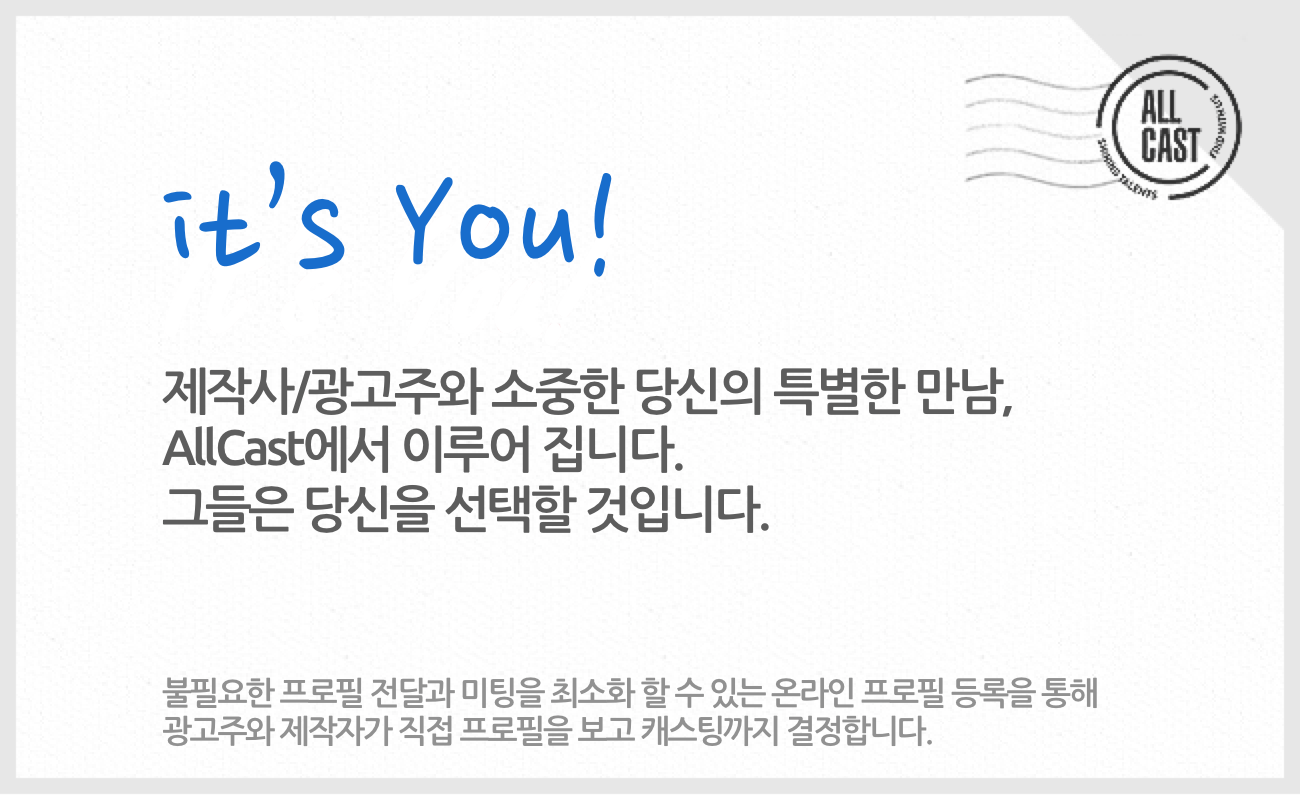 ALL
CAST
SHORING TALENTS
it's You!
제작사/광고주와 소중한 당신의 특별한 만남,
AllCast에서 이루어 집니다.
그들은 당신을 선택할 것입니다.
불필요한 프로필 전달과 미팅을 최소화 할 수 있는 온라인 프로필 등록을 통해
광고주와 제작자가 직접 프로필을 보고 캐스팅까지 결정합니다.